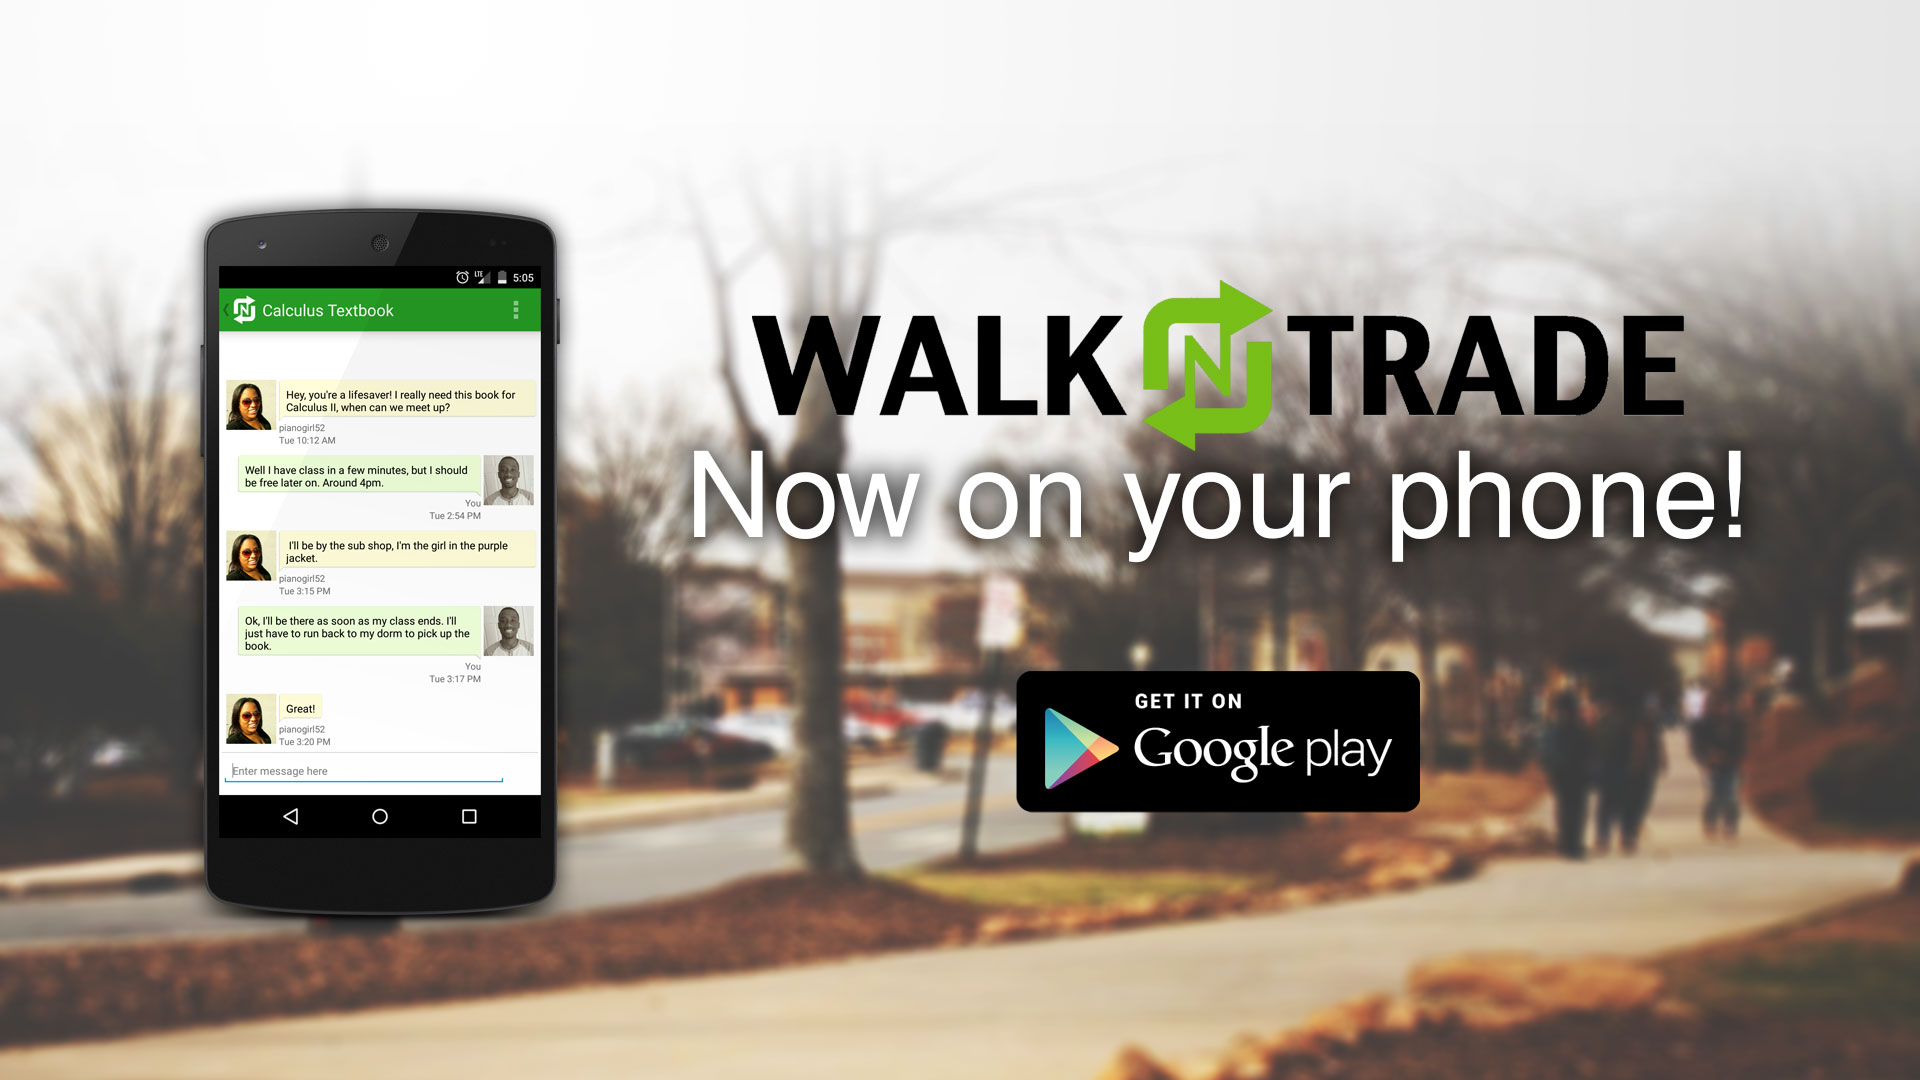 LTE 5:05
Calculus Textbook
Hey, you're a lifesaver! I really need this book for
Calculus II, when can we meet up?
pianogirl52
Tue 10:12 AM
Well I have class in a few minutes, but I should
be free later on. Around 4pm.
You
Tue 2:54 PM
I'll be by the sub shop, I'm the girl in the purple
jacket.
pianogirl52
Tue 3:15 PM
Ok, I'll be there as soon as my class ends. I'll
just have to run back to my dorm to pick up the
book.
You
Tue 3:17 PM
Great!
pianogirl52
Tue 3:20 PM
Enter message here
WALK N TRADE
Now on your phone!
GET IT ON
Google play